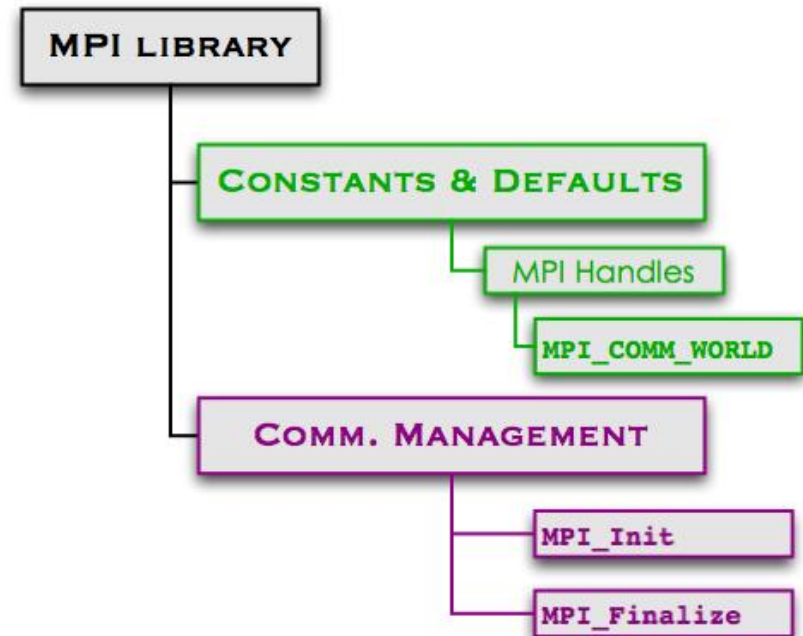 MPI LIBRARY
CONSTANTS & DEFAULTS
MPI Handles
MPI_COMM_WORLD
COMM. MANAGEMENT
MPI_Init
MPI_Finalize